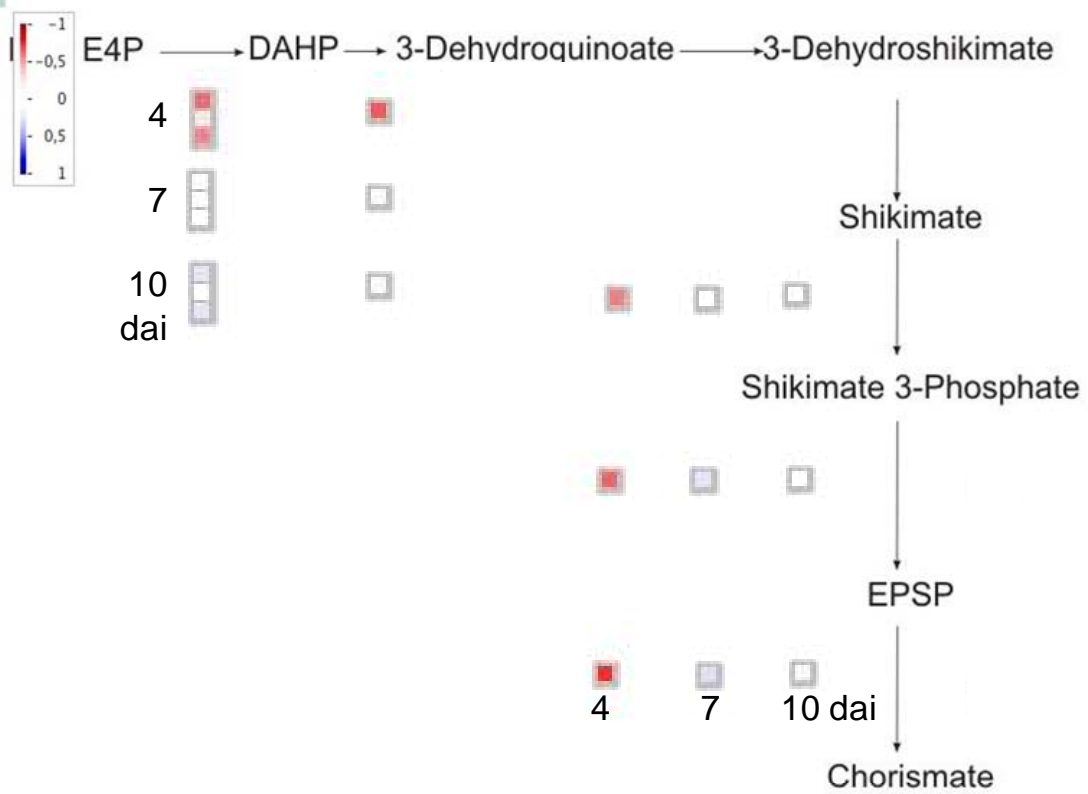 -1
-0,5
0
0,5
1
E4P
DAHP
3-Dehydroquinoate
3-Dehydroshikimate
4
7
10
dai
Shikimate
Shikimate 3-Phosphate
EPSP
4 7 10 dai
Chorismate